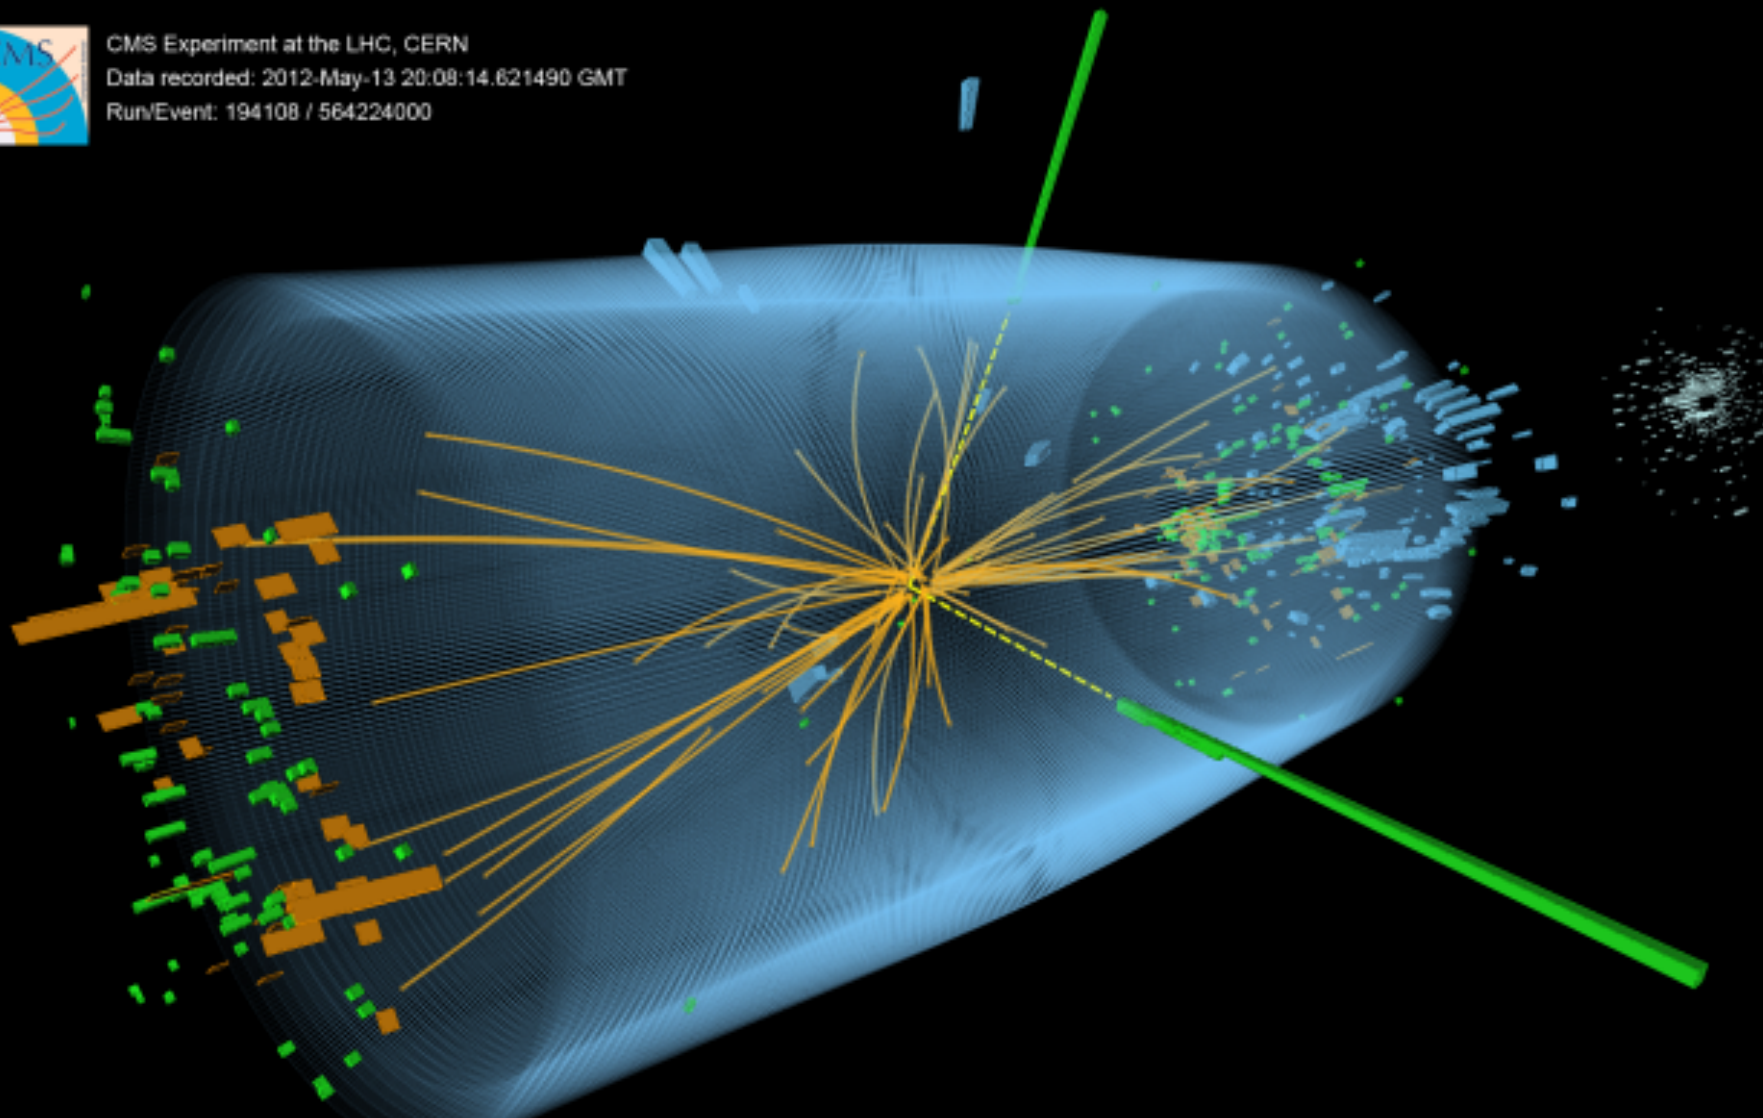 MS
CMS Experiment at the LHC, CERN
Data recorded: 2012-May-13 20:08:14.621490 GMT
Run/Event: 194108 / 564224000